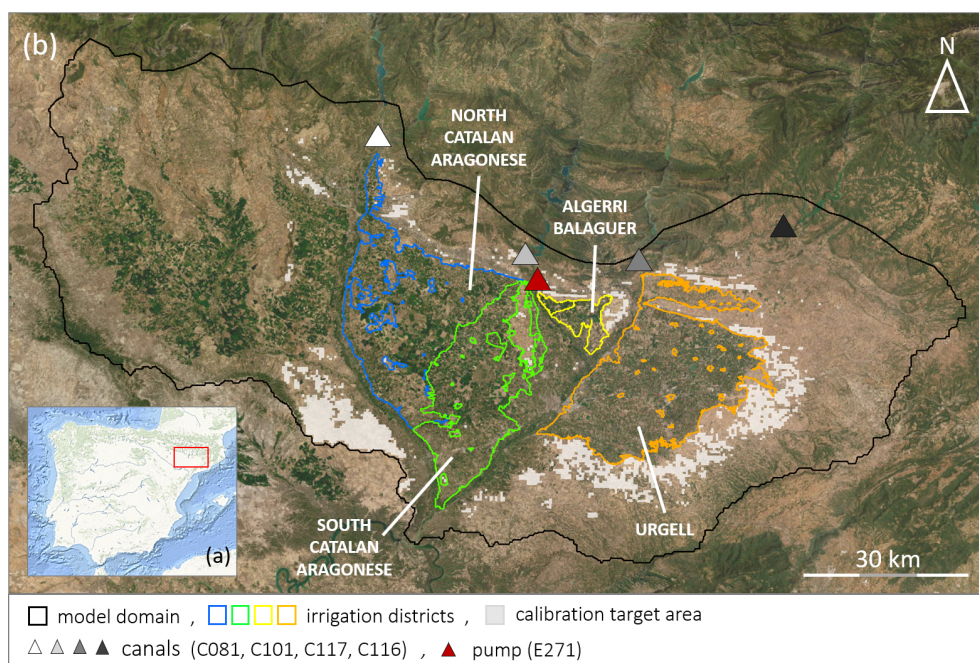 (b)
N
NORTH
CATALAN
ARAGONESE
ALGERRI
BALAGUER
SOUTH
CATALAN
ARAGONESE
URGELL
(a)
30 km
model domain , irrigation districts , calibration target area
canals (C081, C101, C117, C116) , pump (E271)